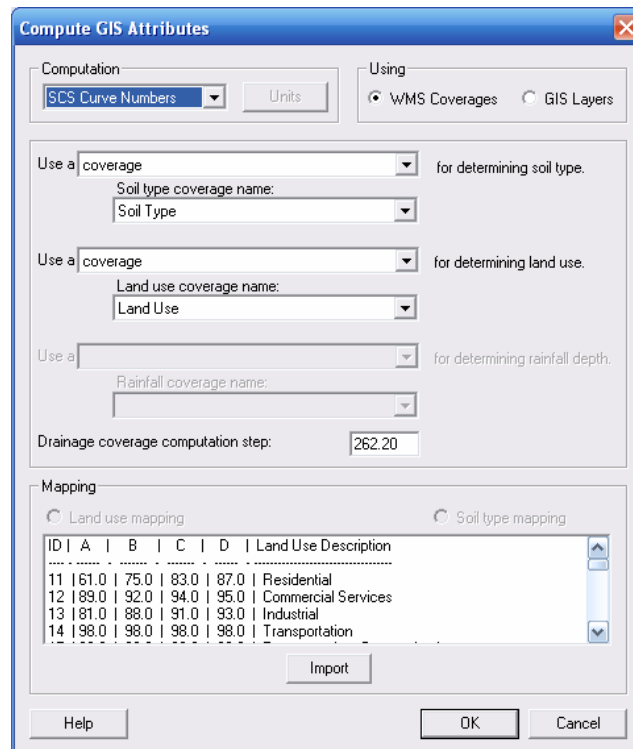 Compute GIS Attributes
Computation
Using
SCS Curve Numbers
Units
WMS Coverages
GIS Layers
Use a coverage for determining soil type.
Soil type coverage name:
Soil Type
Use a coverage for determining land use.
Land use coverage name:
Land Use
Use a for determining rainfall depth.
Rainfall coverage name:
Drainage coverage computation step: 262.20
Mapping
Land use mapping
Soil type mapping
ID | A | B | C | D | Land Use Description
11 |61.0 | 75.0 | 83.0 | 87.0 | Residential
12 |89.0 | 92.0 | 94.0 | 95.0 | Commercial Services
13 |81.0 | 88.0 | 91.0 | 93.0 | Industrial
14 |98.0 | 98.0 | 98.0 | 98.0 | Transportation
Import
Help
OK
Cancel